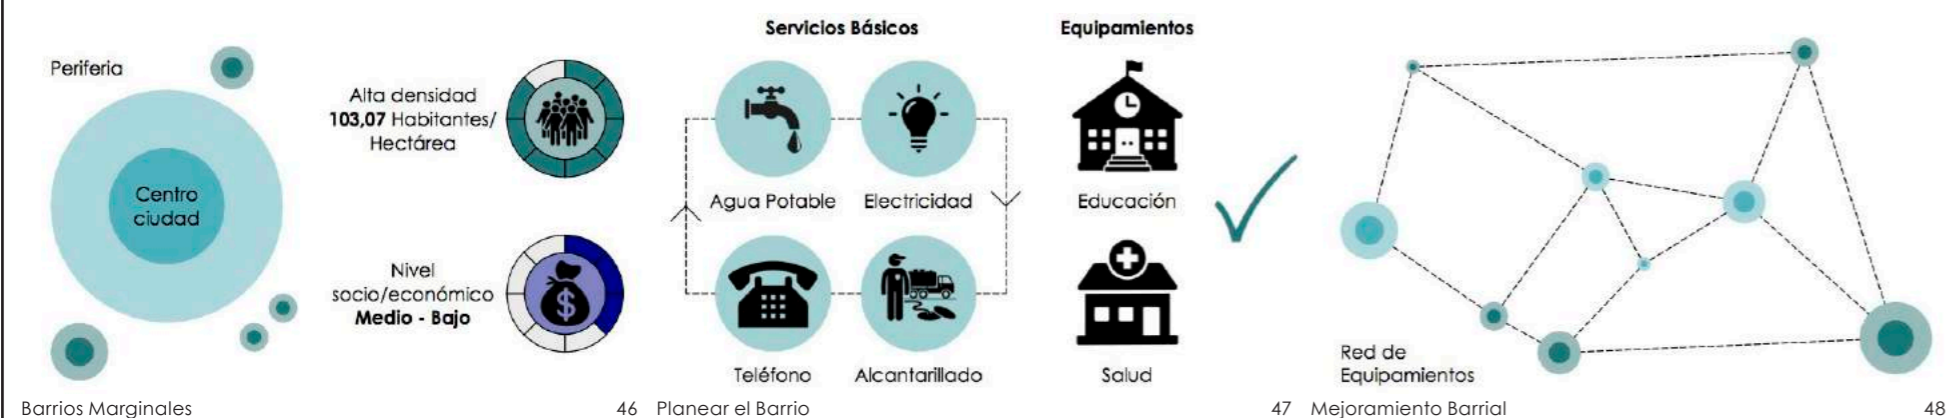 Periferia
Centro
ciudad
Alta densidad
103,07 Habitantes/
Hectárea
Nivel
socio/económico
Medio - Bajo
Barrios Marginales
46
Servicios Básicos
Agua Potable
Electricidad
Teléfono
Alcantarillado
Equipamientos
Educación
Salud
Planear el Barrio
47
Red de
Equipamientos
Mejoramiento Barrial
48
$